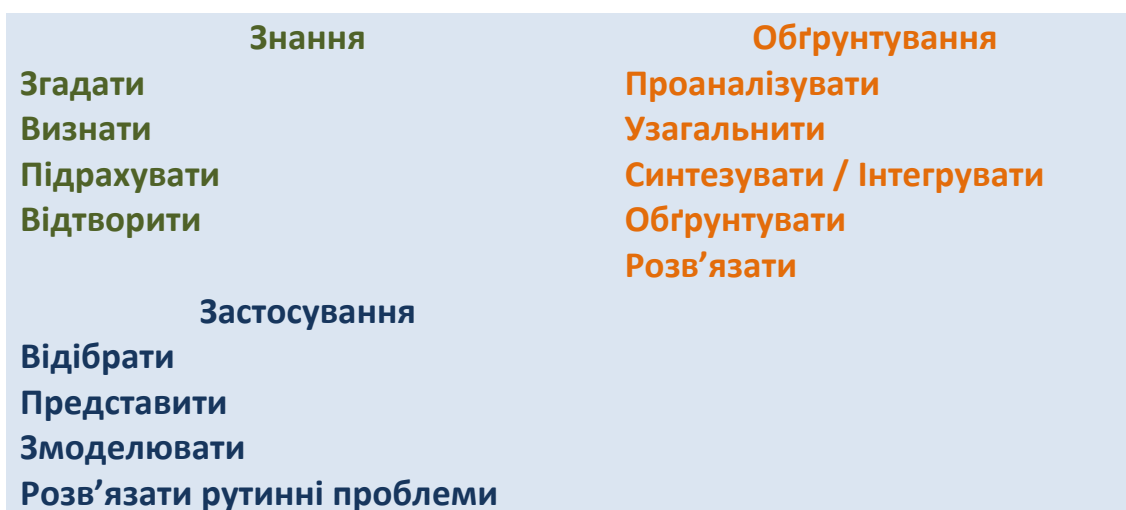 Знання
Згадати
Визнати
Підрахувати
Відтворити
Обґрунтування
Проаналізувати
Узагальнити
Синтезувати / Інтегрувати
Обґрунтувати
Розв’язати
Застосування
Відібрати
Представити
Змоделювати
Розв’язати рутинні проблеми